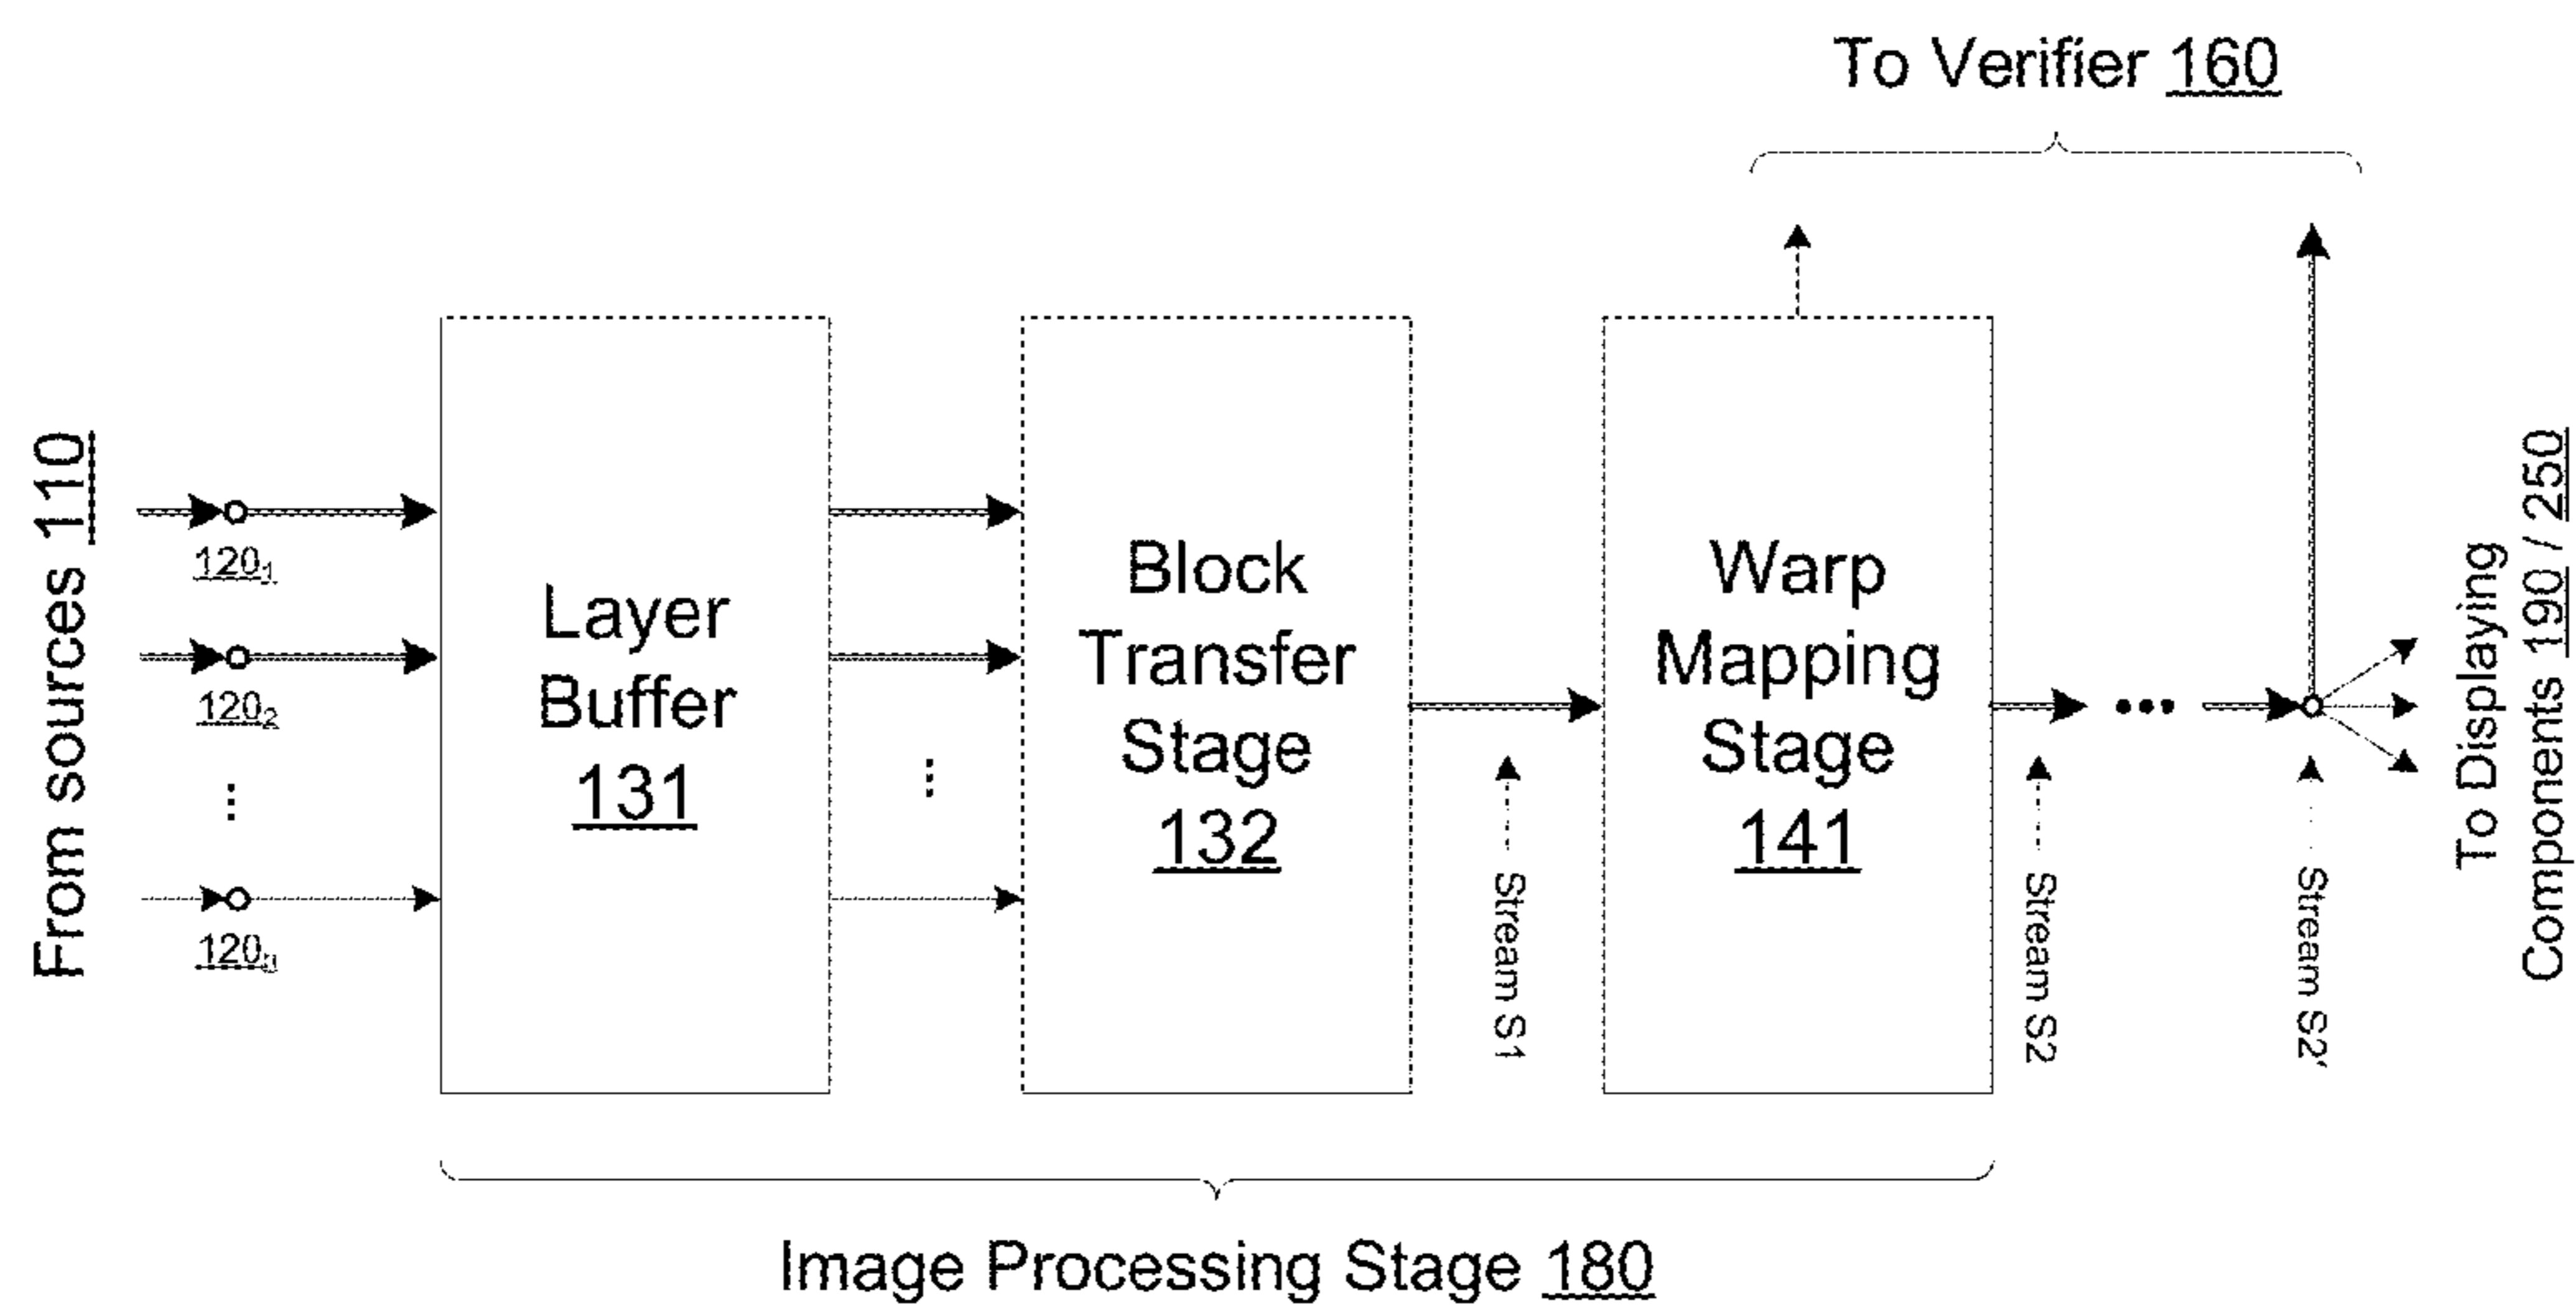 To Verifier 160
From sources 110
120₁
120₂
⋮
120ₙ
Layer
Buffer
131
⋮
Block
Transfer
Stage
132
Stream S1
Warp
Mapping
Stage
141
Stream S2
•••
Stream S2'
To Displaying
Components 190 / 250
Image Processing Stage 180